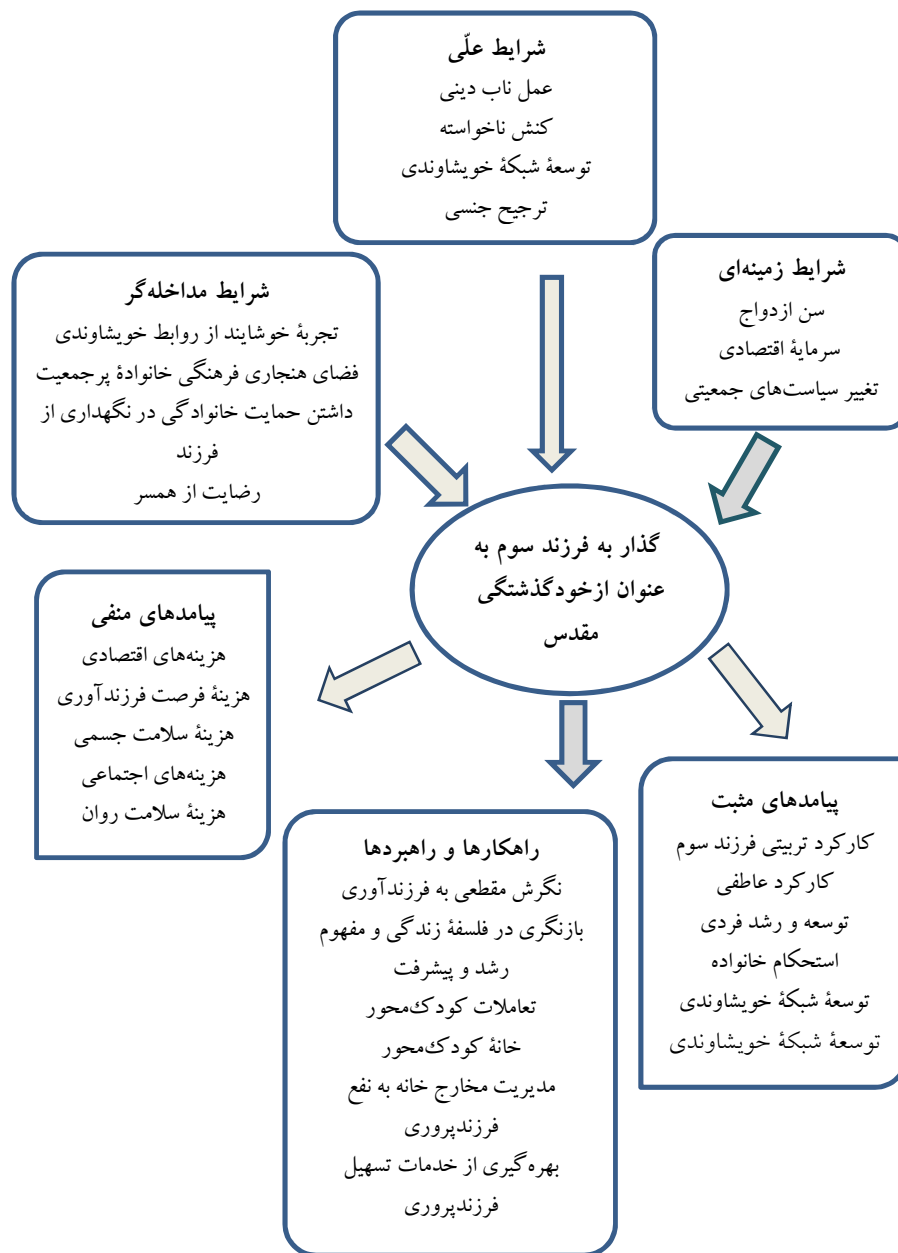 شرایط علّی
عمل ناب دینی
کنش ناخواسته
توسعهٔ شبکهٔ خویشاوندی
ترجیح جنسی
شرایط زمینه‌ای
سن ازدواج
سرمایهٔ اقتصادی
تغییر سیاست‌های جمعیتی
شرایط مداخله‌گر
تجربهٔ خوشایند از روابط خویشاوندی
فضای هنجاری فرهنگی خانوادهٔ پرجمعیت
داشتن حمایت خانوادگی در نگهداری از
فرزند
رضایت از همسر
گذار به فرزند سوم به
عنوان ازخودگذشتگی
مقدس
پیامدهای منفی
هزینه‌های اقتصادی
هزینهٔ فرصت فرزندآوری
هزینهٔ سلامت جسمی
هزینه‌های اجتماعی
هزینهٔ سلامت روان
پیامدهای مثبت
کارکرد تربیتی فرزند سوم
کارکرد عاطفی
توسعه و رشد فردی
استحکام خانواده
توسعهٔ شبکهٔ خویشاوندی
توسعهٔ شبکهٔ خویشاوندی
راهکارها و راهبردها
نگرش مقطعی به فرزندآوری
بازنگری در فلسفهٔ زندگی و مفهوم
رشد و پیشرفت
تعاملات کودک‌محور
خانهٔ کودک‌محور
مدیریت مخارج خانه به نفع
فرزندپروری
بهره‌گیری از خدمات تسهیل
فرزندپروری